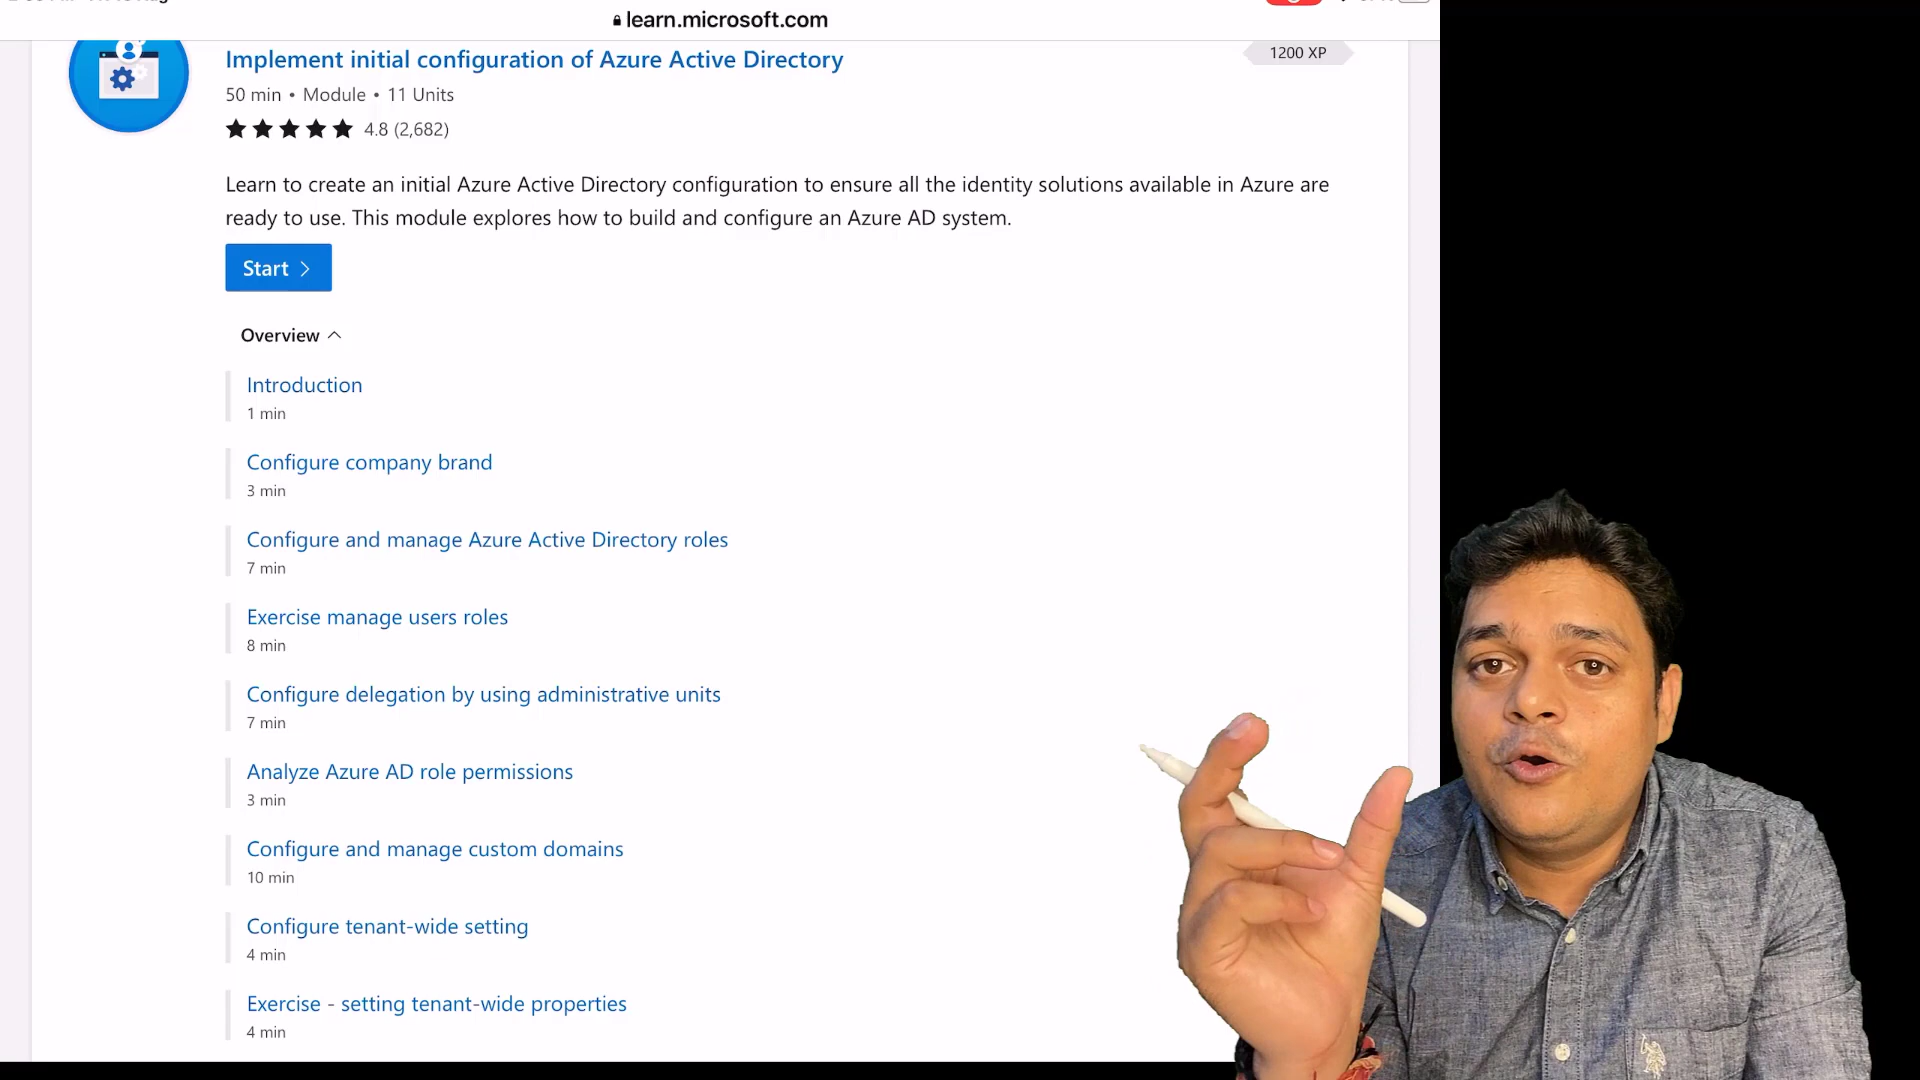 learn.microsoft.com
Implement initial configuration of Azure Active Directory
1200 XP
50 min • Module • 11 Units
4.8 (2,682)
Learn to create an initial Azure Active Directory configuration to ensure all the identity solutions available in Azure are
ready to use. This module explores how to build and configure an Azure AD system.
Start
Overview
Introduction
1 min
Configure company brand
3 min
Configure and manage Azure Active Directory roles
7 min
Exercise manage users roles
8 min
Configure delegation by using administrative units
7 min
Analyze Azure AD role permissions
3 min
Configure and manage custom domains
10 min
Configure tenant-wide setting
4 min
Exercise - setting tenant-wide properties
4 min